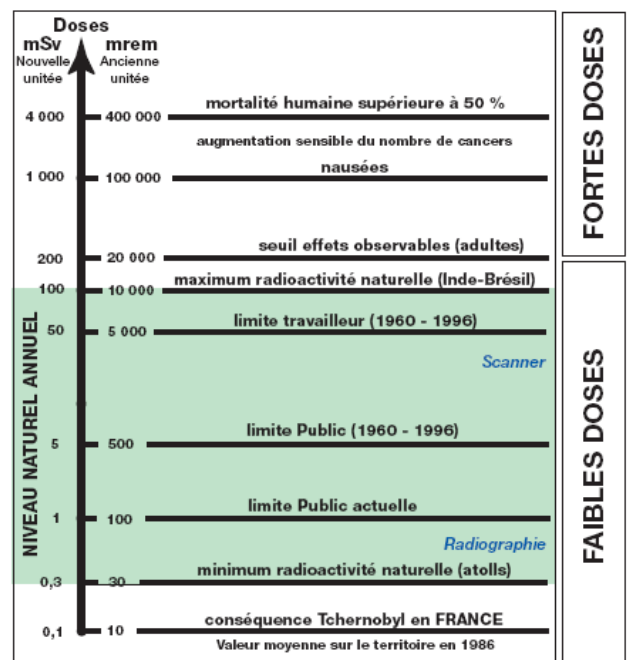 Doses
mSv mrem
Nouvelle Ancienne
unitée unitée
mortalité humaine supérieure à 50 %
4 000 400 000
augmentation sensible du nombre de cancers
nausées
1 000 100 000
seuil effets observables (adultes)
200 20 000
maximum radioactivité naturelle (Inde-Brésil)
100 10 000
limite travailleur (1960 - 1996)
50 5 000
Scanner
limite Public (1960 - 1996)
5 500
limite Public actuelle
1 100
Radiographie
minimum radioactivité naturelle (atolls)
0,3 30
conséquence Tchernobyl en FRANCE
0,1 10
Valeur moyenne sur le territoire en 1986
NIVEAU NATUREL ANNUEL
FORTES DOSES
FAIBLES DOSES